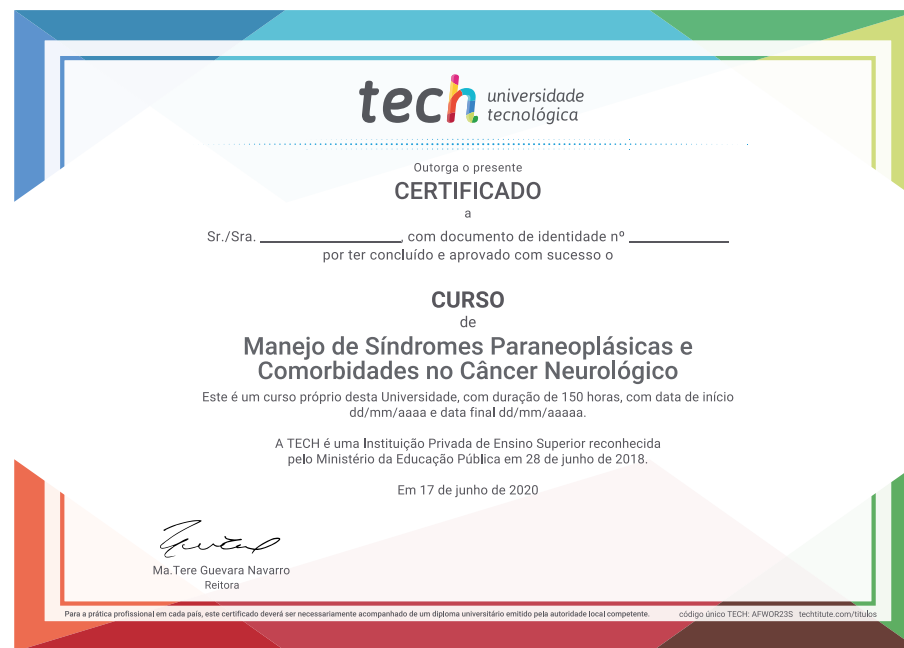 tech universidade
tecnológica
Outorga o presente
CERTIFICADO
a
Sr./Sra. ____________________, com documento de identidade nº ______________
por ter concluído e aprovado com sucesso o
CURSO
de
Manejo de Síndromes Paraneoplásicas e
Comorbidades no Câncer Neurológico
Este é um curso próprio desta Universidade, com duração de 150 horas, com data de início
dd/mm/aaaa e data final dd/mm/aaaaa.
A TECH é uma Instituição Privada de Ensino Superior reconhecida
pelo Ministério da Educação Pública em 28 de junho de 2018.
Em 17 de junho de 2020
Ma.Tere Guevara Navarro
Reitora
Para a prática profissional em cada país, este certificado deverá ser necessariamente acompanhado de um diploma universitário emitido pela autoridade local competente. código único TECH: AFWOR23S techtitute.com/titulos